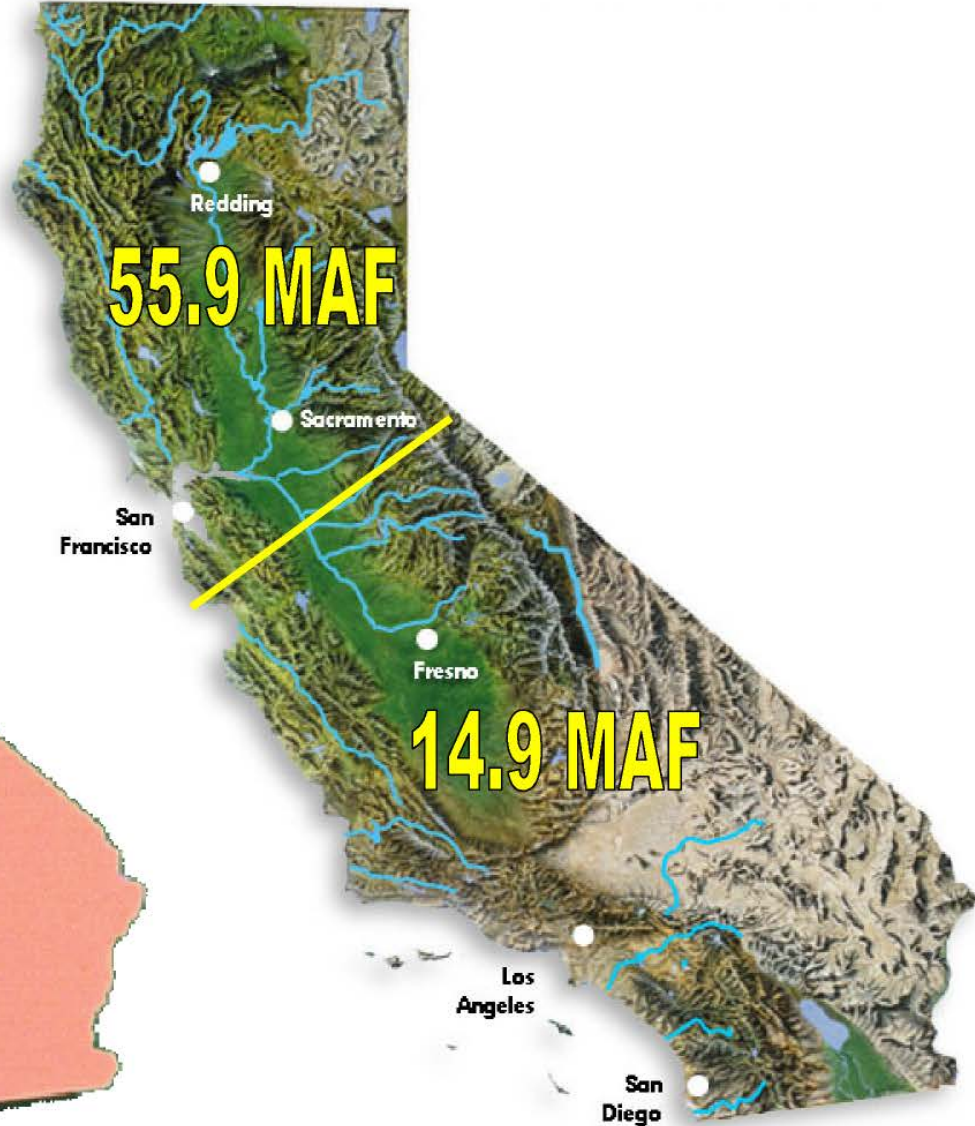 Redding
55.9 MAF
Sacramento
San
Francisco
Fresno
14.9 MAF
Los
Angeles
San
Diego